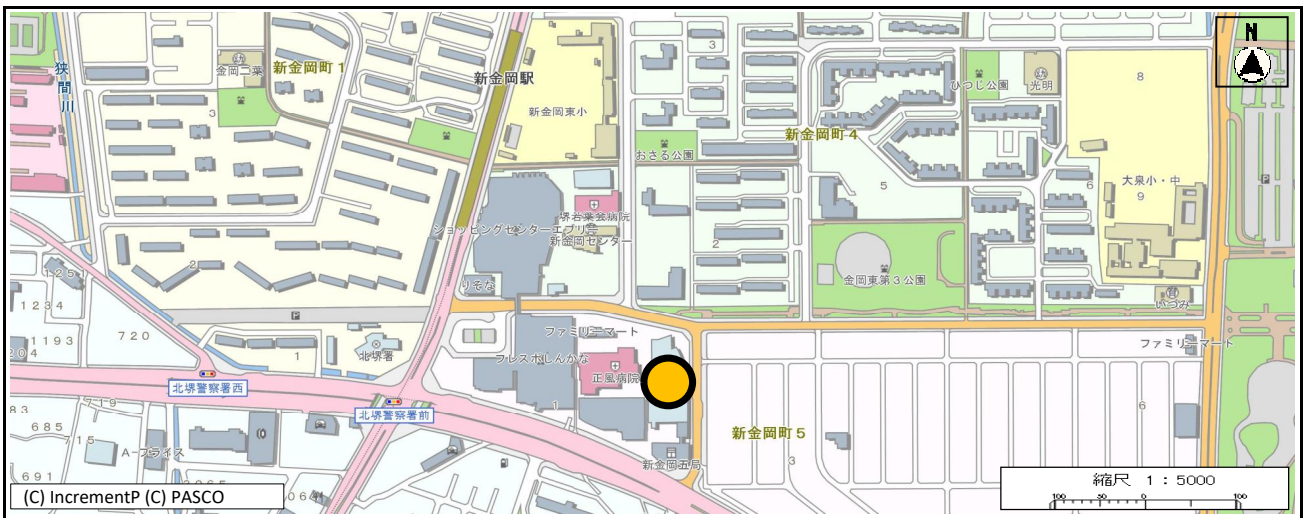 N
狭間川
金岡二葉
新金岡町1
新金岡駅
新金岡東小
3
3
おさる公園
新金岡町4
ひつじ公園
光明
8
大泉小・中
9
6
5
P
堺若葉会病院
ショッピングセンターエブリー
新金岡センター
2
2
金岡東第3公園
いづみ
りそな
1251
1234
1193
720
P
1
北堺署
ファミリーマート
フレスポしんかな
正風病院
ファミリーマート
北堺警察署西
北堺警察署前
1
719
685
715
691
A-プライス
新金岡町5
3
6
新金岡五局
縮尺 1:5000
100 50 0 100
(C) IncrementP (C) PASCO